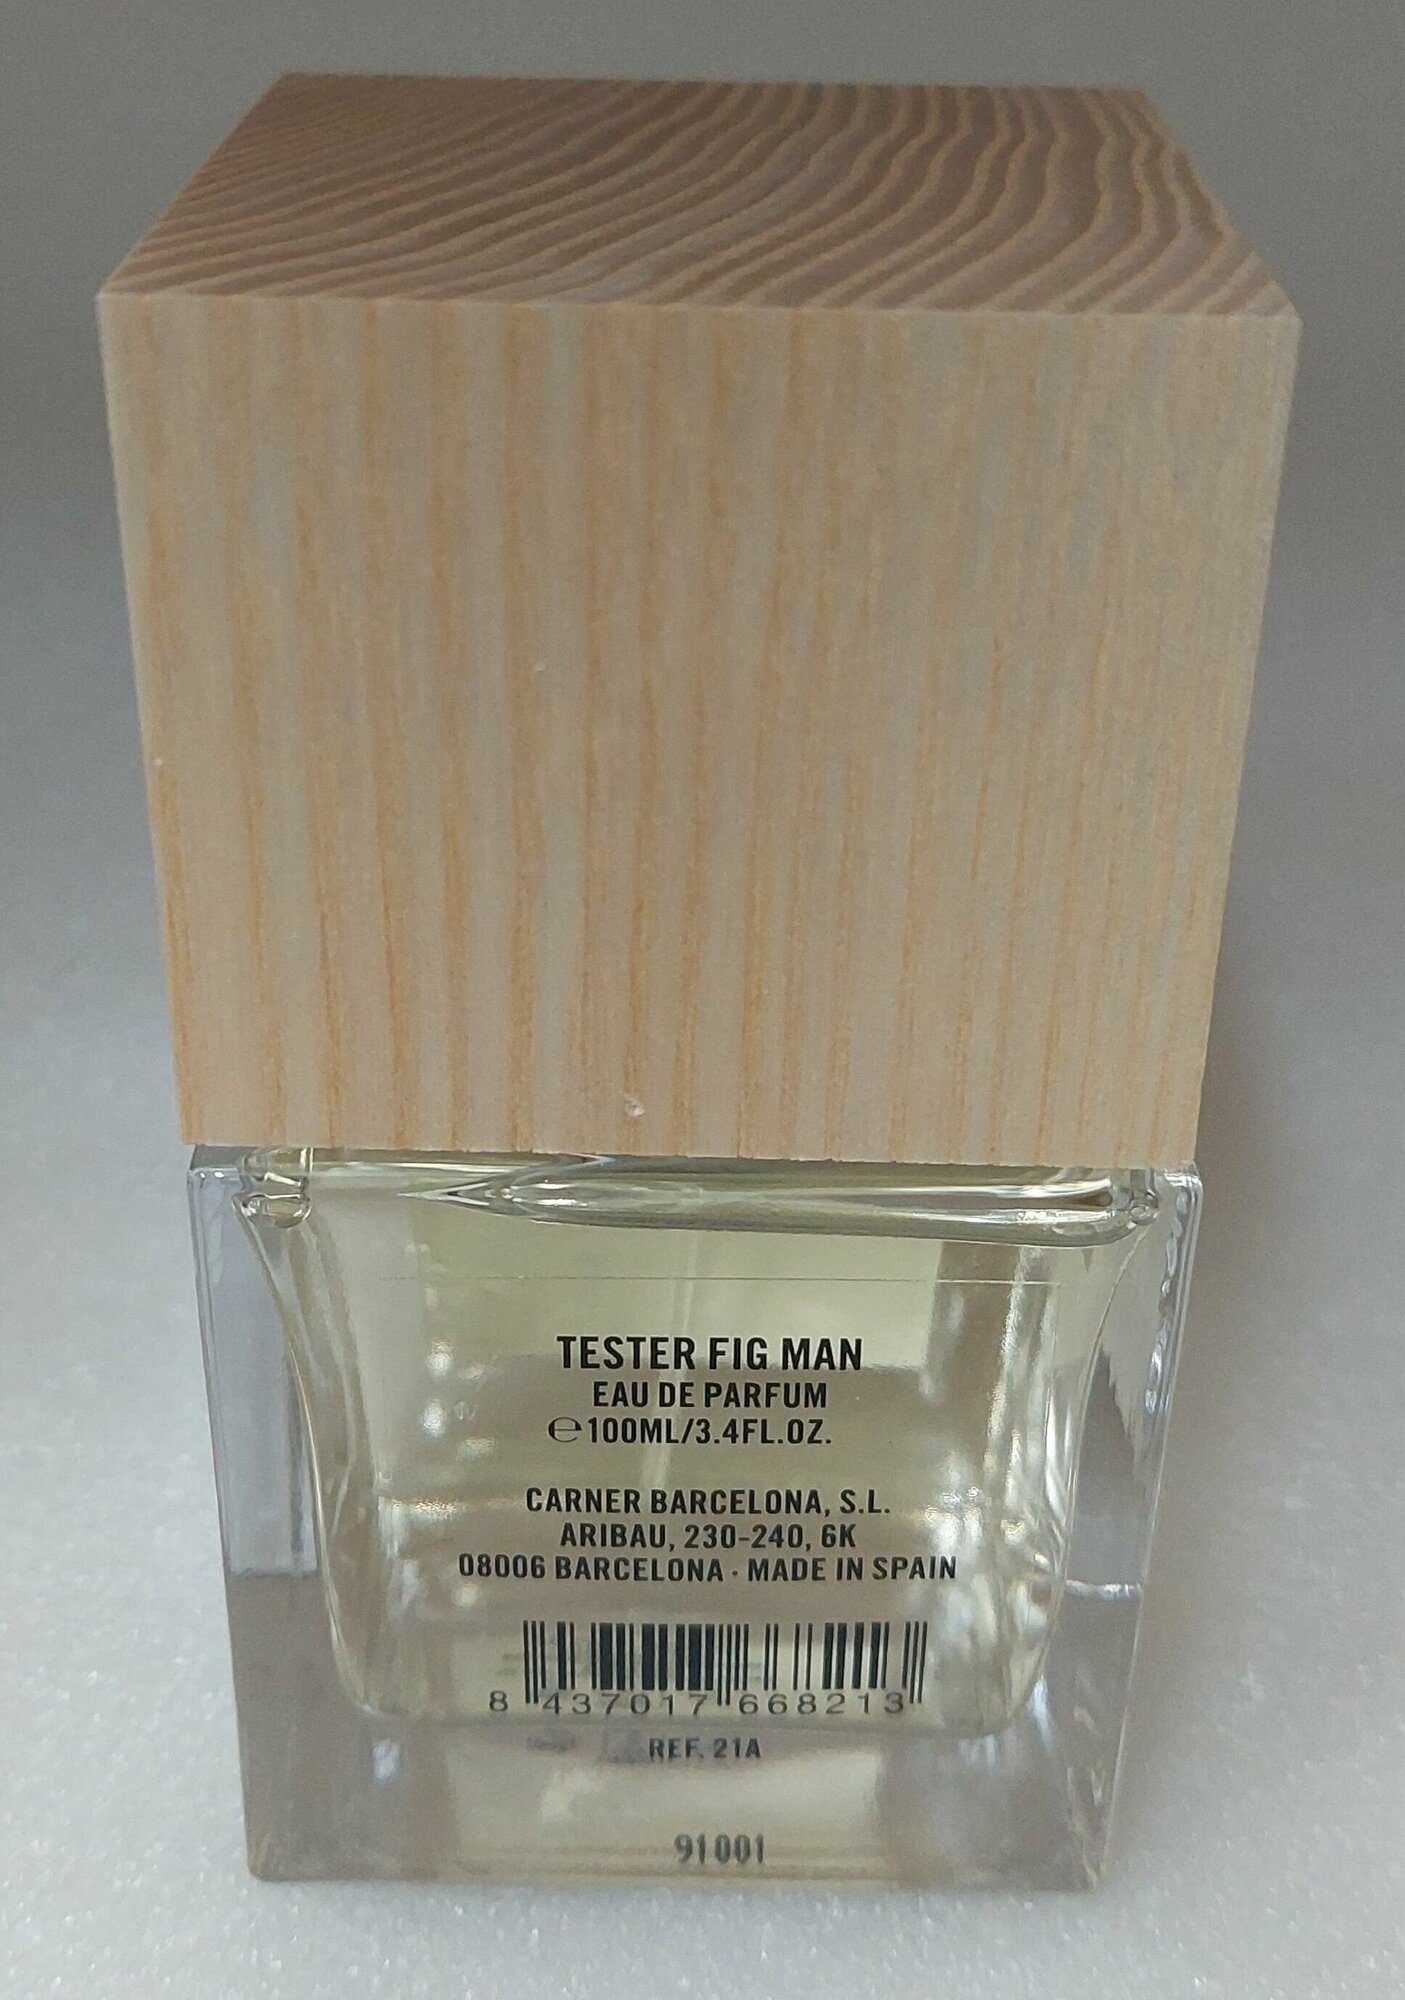 TESTER FIG MAN
EAU DE PARFUM
℮100ML/3.4FL.OZ.
CARNER BARCELONA, S.L.
ARIBAU, 230-240, 6K
08006 BARCELONA · MADE IN SPAIN
8 437017 668213
REF. 21A
91001